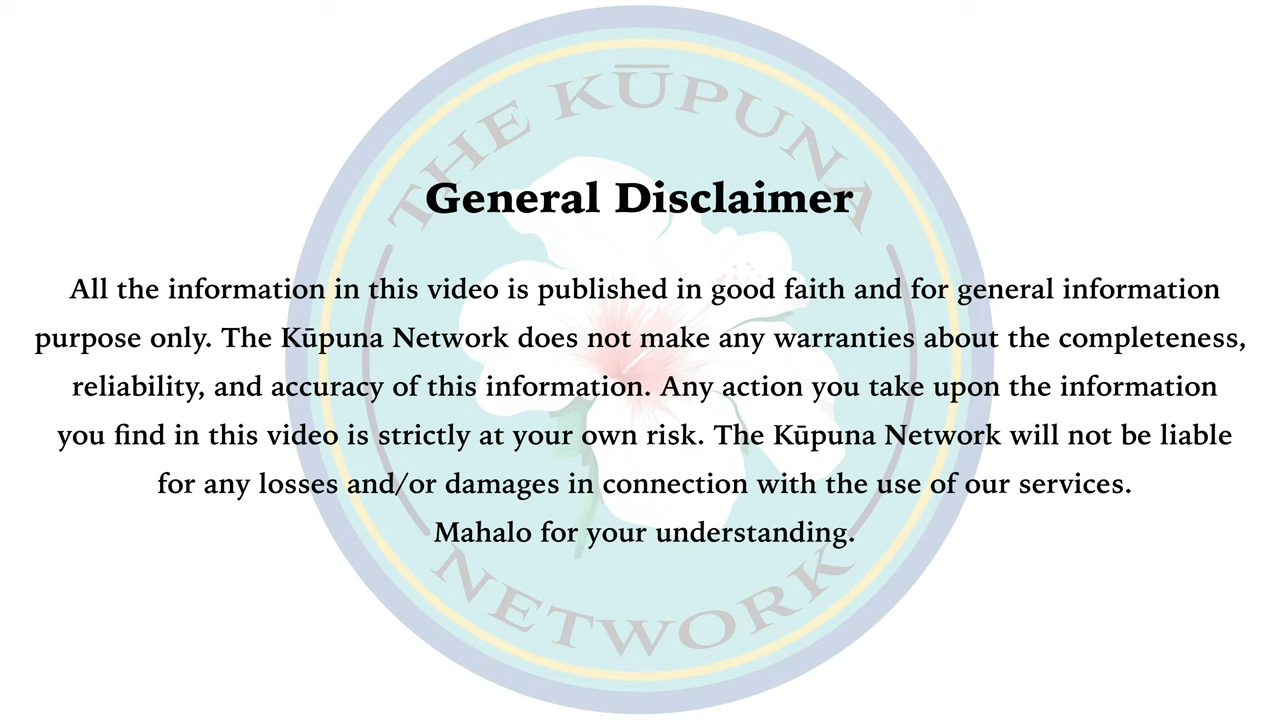 THE KŪPUNA
General Disclaimer
All the information in this video is published in good faith and for general information
purpose only. The Kūpuna Network does not make any warranties about the completeness,
reliability, and accuracy of this information. Any action you take upon the information
you find in this video is strictly at your own risk. The Kūpuna Network will not be liable
for any losses and/or damages in connection with the use of our services.
Mahalo for your understanding.
NETWORK